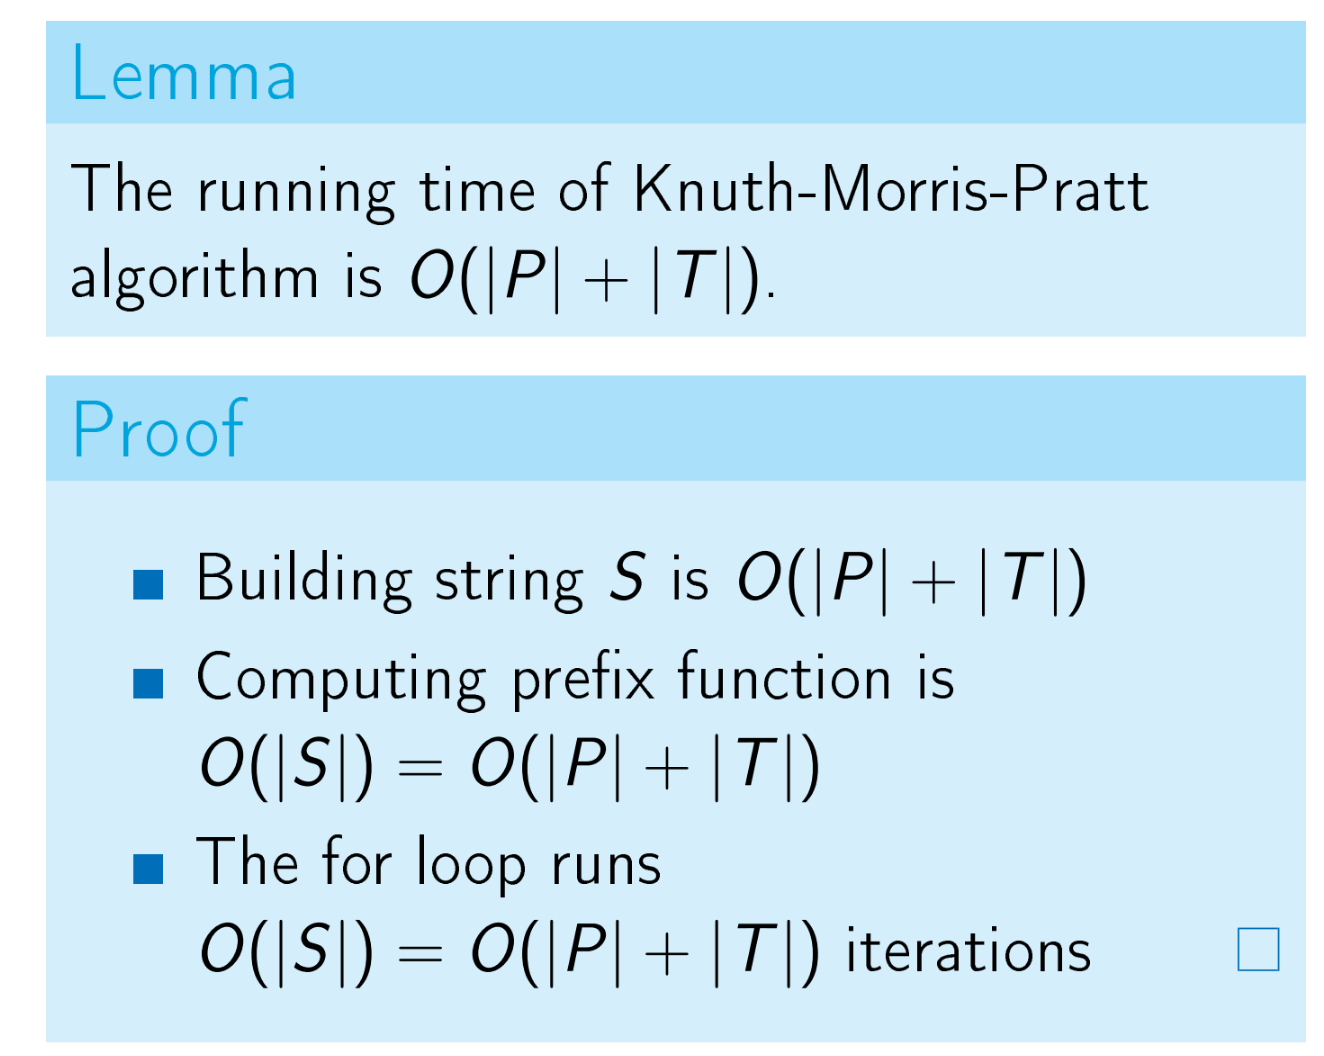 Lemma
The running time of Knuth-Morris-Pratt
algorithm is O(|P| + |T|).
Proof
■ Building string S is O(|P| + |T|)
■ Computing prefix function is
O(|S|) = O(|P| + |T|)
■ The for loop runs
O(|S|) = O(|P| + |T|) iterations □